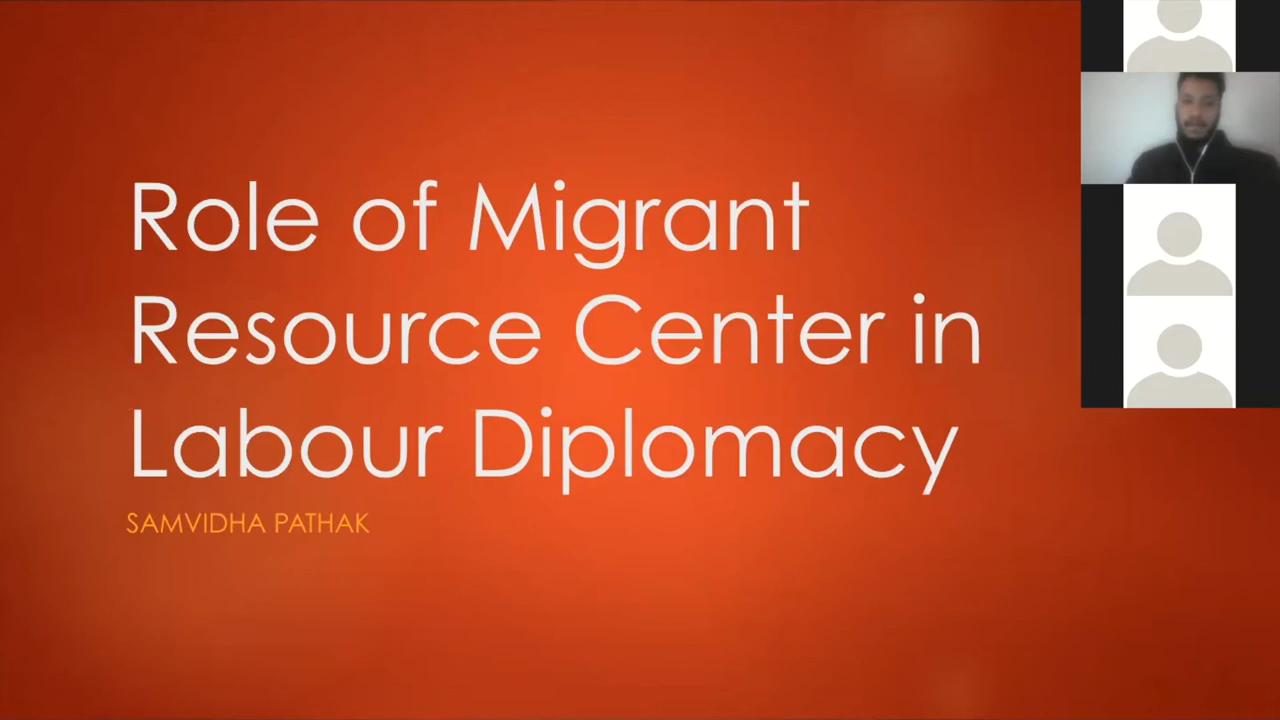 Role of Migrant
Resource Center in
Labour Diplomacy
SAMVIDHA PATHAK